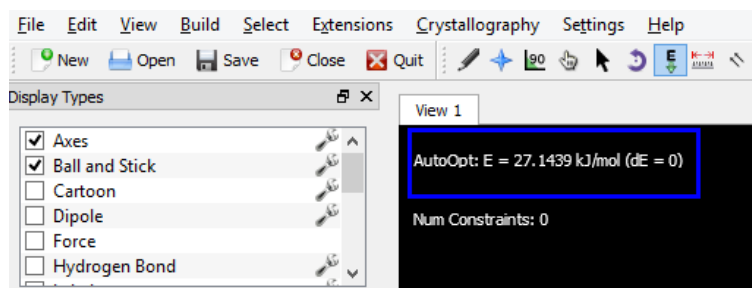 File Edit View Build Select Extensions Crystallography Settings Help
New Open Save Close Quit 90 E
Display Types
View 1
Axes
Ball and Stick
Cartoon
Dipole
Force
Hydrogen Bond
AutoOpt: E = 27.1439 kJ/mol (dE = 0)
Num Constraints: 0